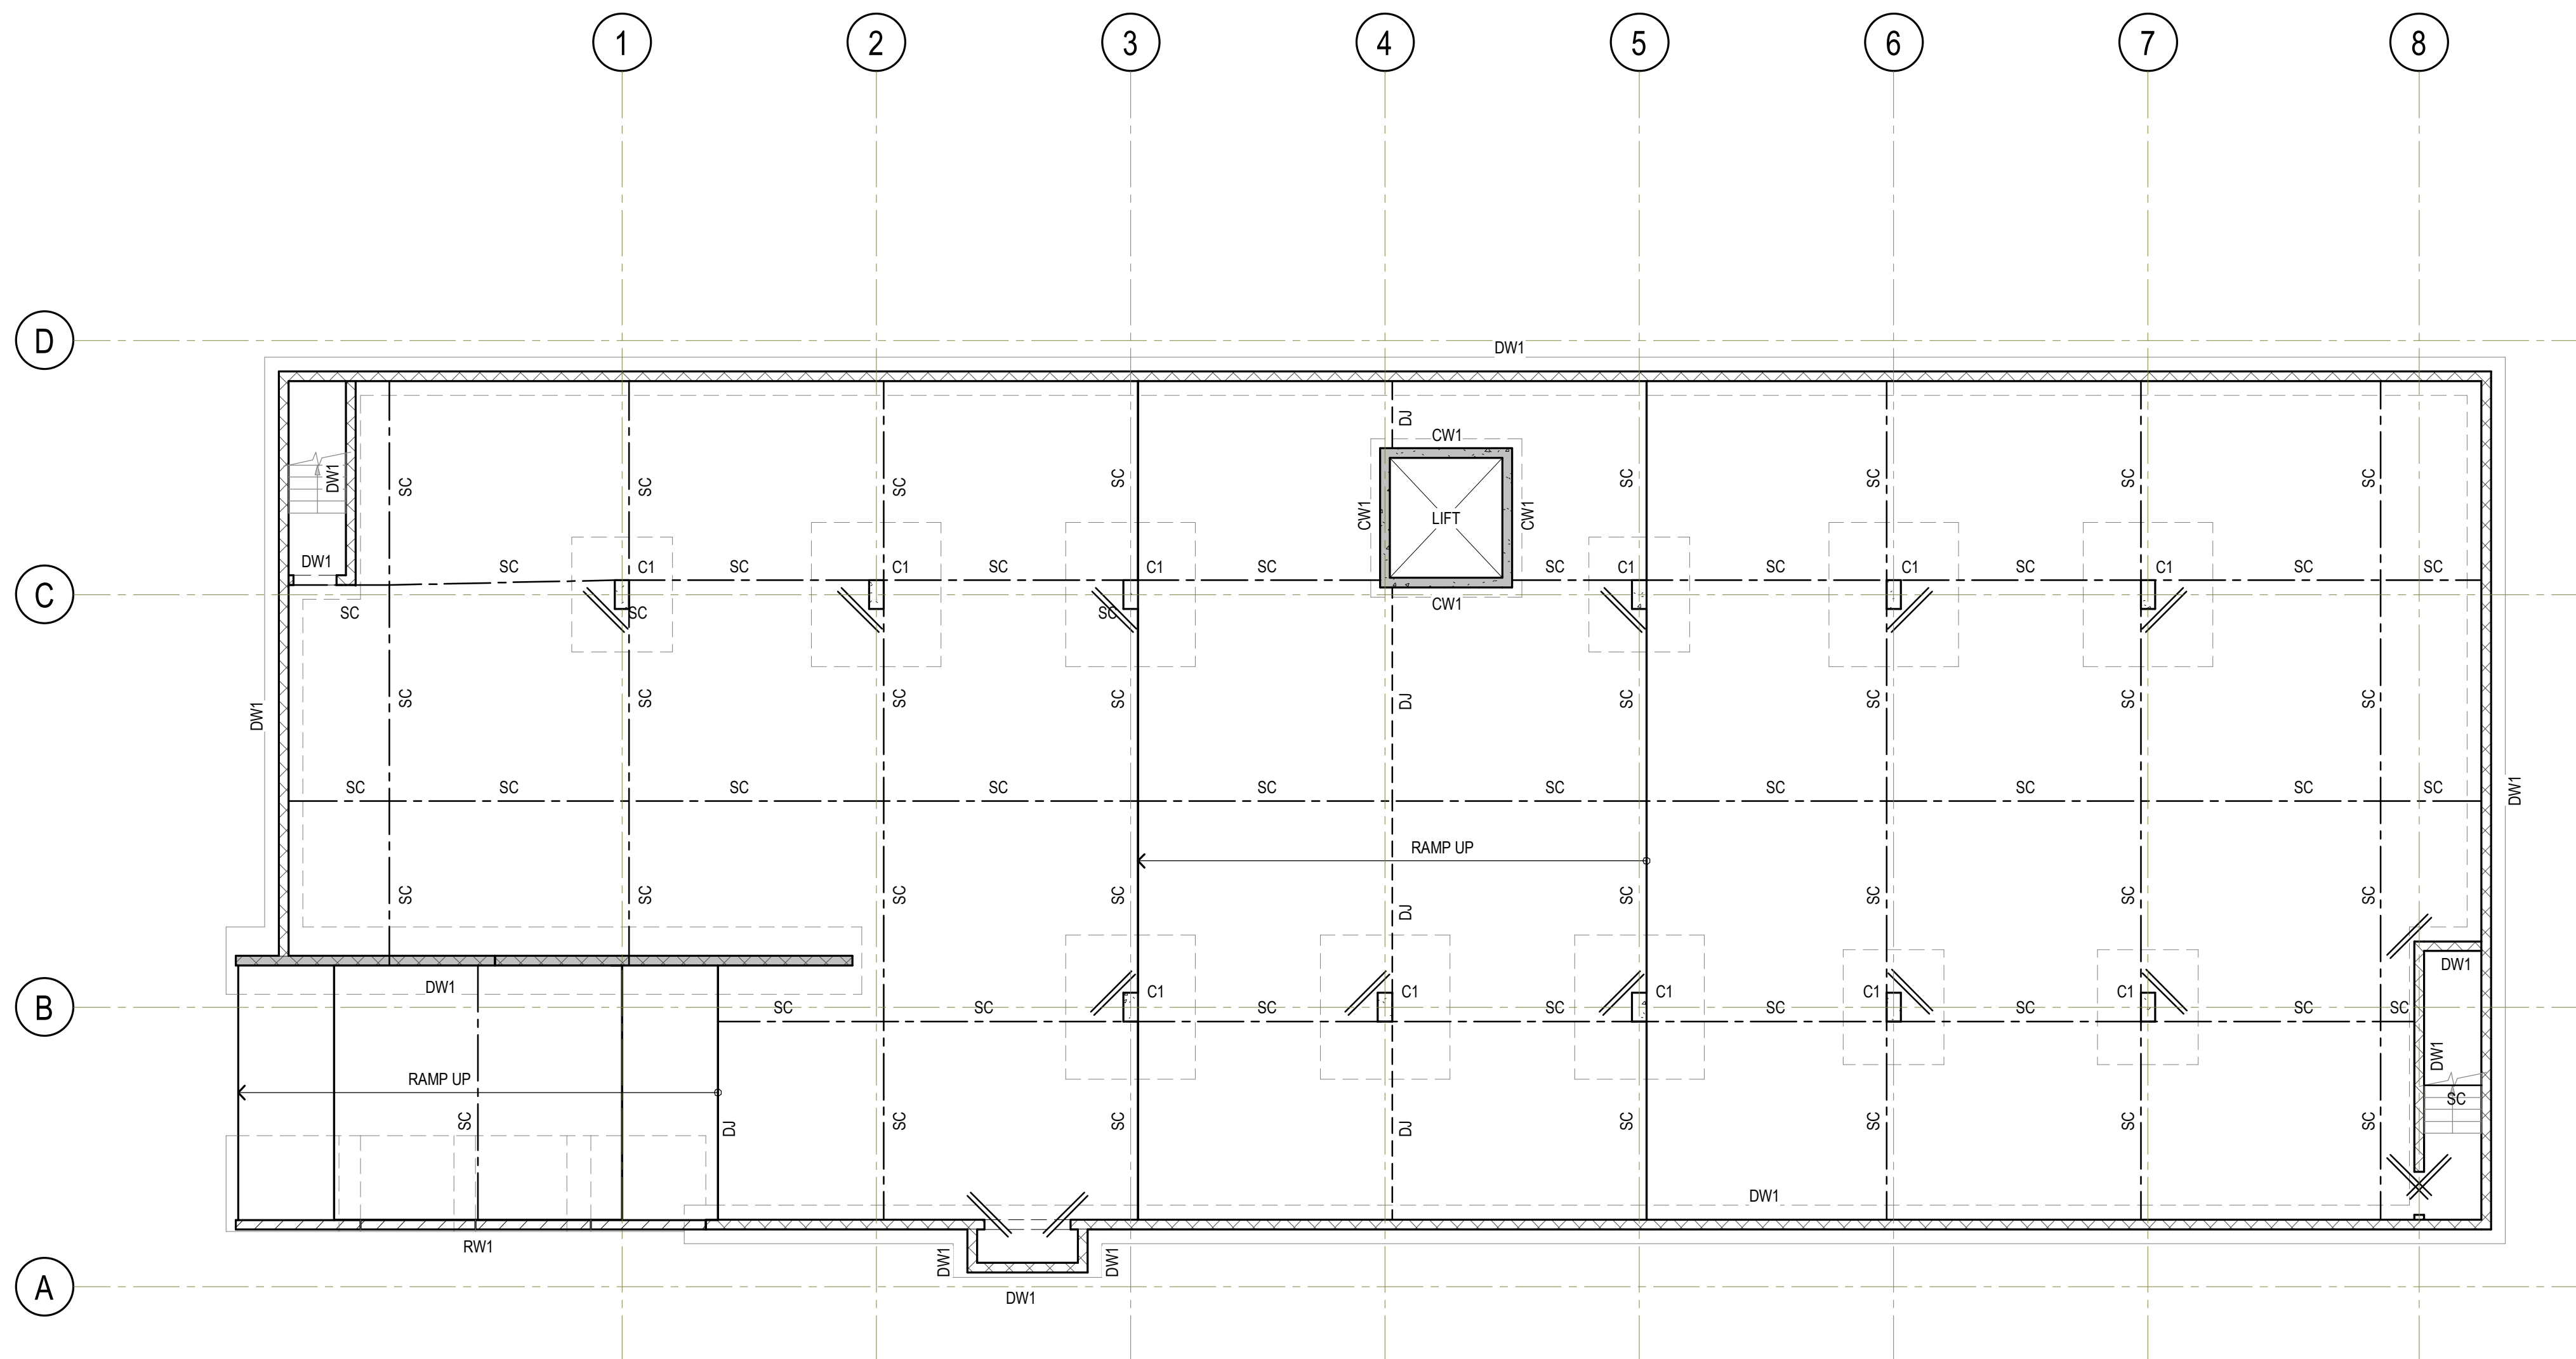 1 2 3 4 5 6 7 8
D
DW1
DJ
CW1
SC SC SC SC SC SC SC SC
DW1
CW1 LIFT CW1
DW1 SC SC SC SC SC SC SC SC
C1 C1 C1 C1 C1 C1
C
CW1
SC SC SC
SC SC SC SC DJ SC SC SC SC
DW1
SC SC SC SC SC SC SC SC SC SC
DW1
RAMP UP
SC SC SC SC SC SC SC SC
DJ
DW1
DW1 C1 C1 C1 C1 C1
B
SC SC SC SC SC SC SC SC
DW1
RAMP UP
SC
SC DJ SC SC DJ SC SC SC SC
DW1
RW1
DW1 DW1
A
DW1